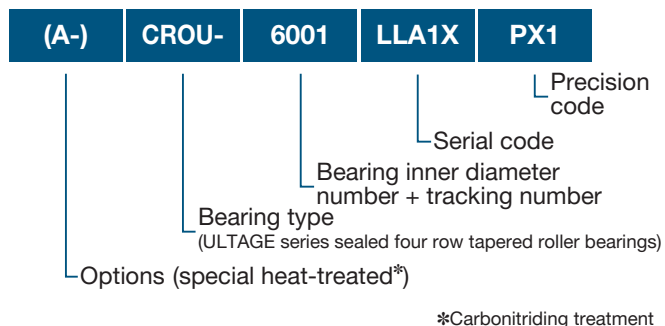 (A-) CROU- 6001 LLA1X PX1
Precision
code
Serial code
Bearing inner diameter
number + tracking number
Bearing type
(ULTAGE series sealed four row tapered roller bearings)
Options (special heat-treated✻)
✻Carbonitriding treatment